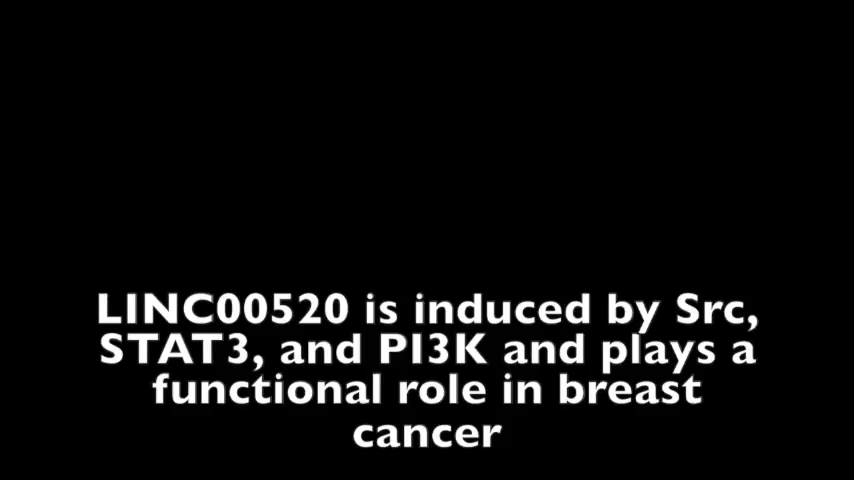 LINC00520 is induced by Src,
STAT3, and PI3K and plays a
functional role in breast
cancer